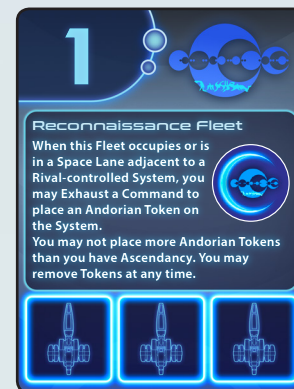 1
Reconnaissance Fleet
When this Fleet occupies or is
in a Space Lane adjacent to a
Rival-controlled System, you
may Exhaust a Command to
place an Andorian Token on
the System.
You may not place more Andorian Tokens
than you have Ascendancy. You may
remove Tokens at any time.